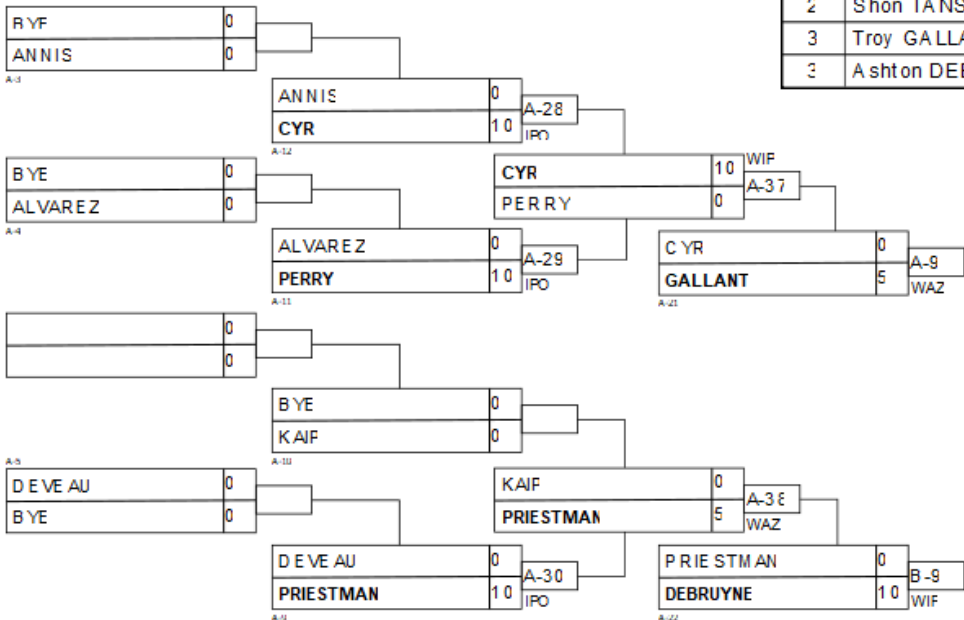 2 Shon TANS
3 Troy GALLA
3 Ashton DEB
BYE 0
ANNIS 0
A-3
ANNIS 0
CYR 10
A-28
IPO
A-12
BYE 0
ALVAREZ 0
A-4
CYR 10
PERRY 0
WIF
A-37
ALVAREZ 0
PERRY 10
A-29
IPO
A-11
CYR 0
GALLANT 5
A-9
WAZ
A-21
0
0
BYE 0
KAIP 0
A-10
A-5
DEVEAU 0
BYE 0
KAIP 0
PRIESTMAN 5
A-38
WAZ
DEVEAU 0
PRIESTMAN 10
A-30
IPO
A-9
PRIESTMAN 0
DEBRUYNE 10
B-9
WIF
A-22